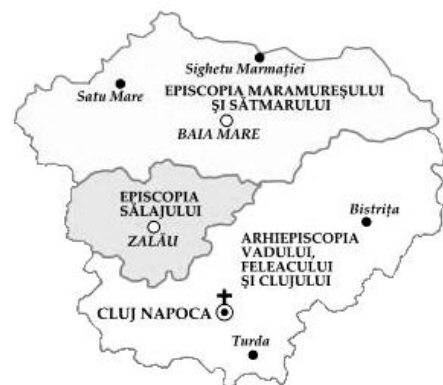 Sighetu Marmației
Satu Mare
EPISCOPIA MARAMUREȘULUI
ȘI SĂTMARULUI
BAIA MARE
EPISCOPIA
SĂLAJULUI
ZALĂU
Bistrița
ARHIEPISCOPIA
VADULUI,
FELEACULUI
ȘI CLUJULUI
CLUJ NAPOCA
Turda